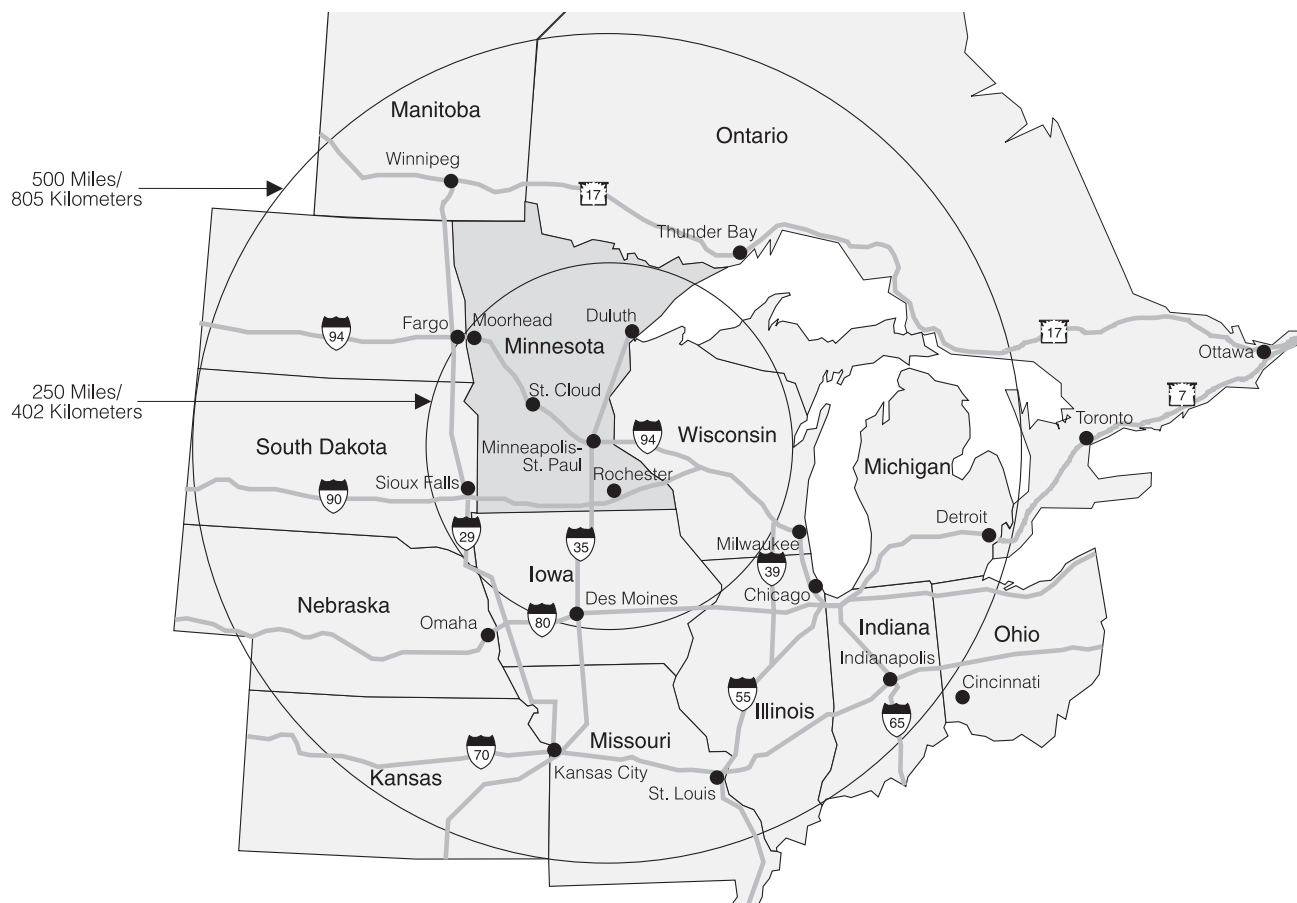 Manitoba
Ontario
Winnipeg
500 Miles/
805 Kilometers
17
Thunder Bay
Fargo
Moorhead
Duluth
94
Minnesota
17
Ottawa
250 Miles/
402 Kilometers
St. Cloud
7
Toronto
South Dakota
Minneapolis-
St. Paul
94
Wisconsin
Michigan
Sioux Falls
Rochester
90
Detroit
29
35
Milwaukee
39
Iowa
Chicago
Nebraska
Des Moines
Omaha
80
Indiana
Ohio
Indianapolis
Cincinnati
55
Illinois
65
Missouri
70
Kansas
Kansas City
St. Louis